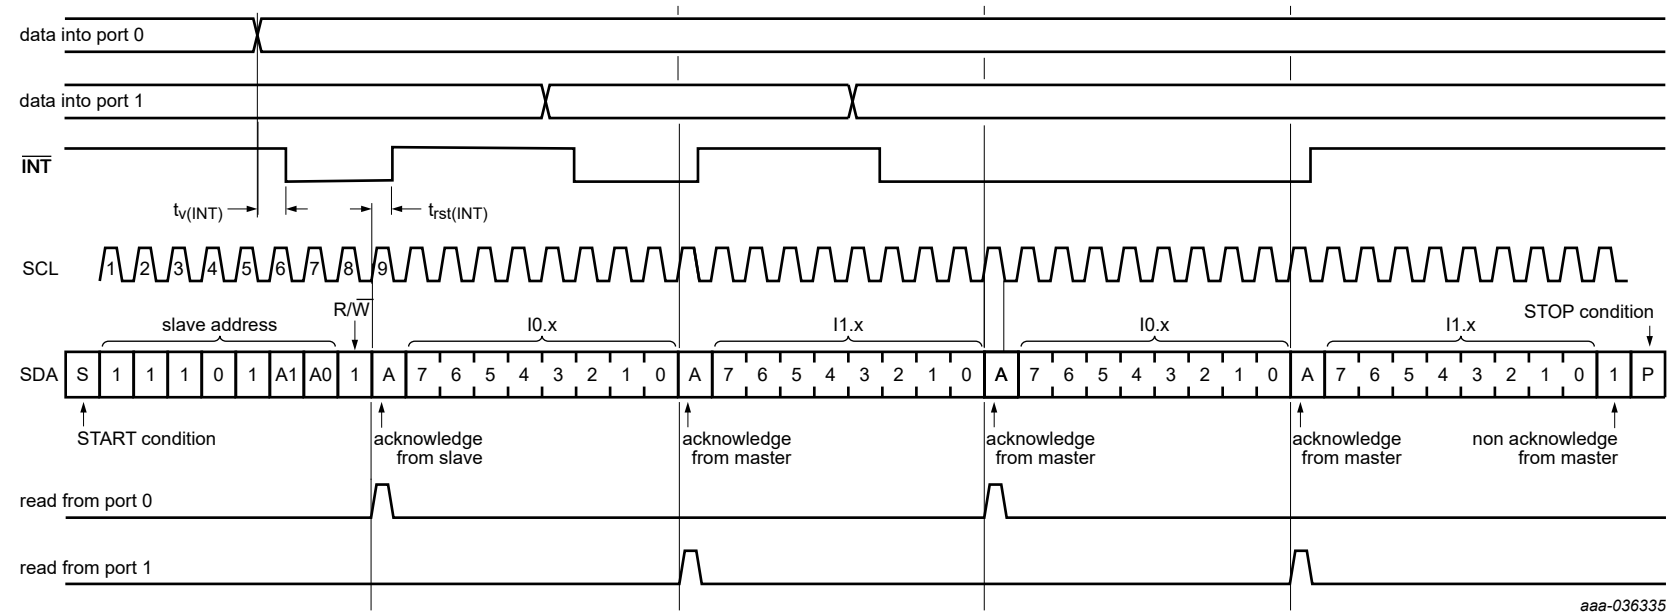 data into port 0
data into port 1
INT
tv(INT) trst(INT)
SCL 1 2 3 4 5 6 7 8 9
R/W
slave address I0.x I1.x I0.x I1.x STOP condition
SDA S 1 1 1 0 1 A1 A0 1 A 7 6 5 4 3 2 1 0 A 7 6 5 4 3 2 1 0 A 7 6 5 4 3 2 1 0 A 7 6 5 4 3 2 1 0 1 P
START condition acknowledge acknowledge acknowledge acknowledge non acknowledge
from slave from master from master from master from master
read from port 0
read from port 1
aaa-036335